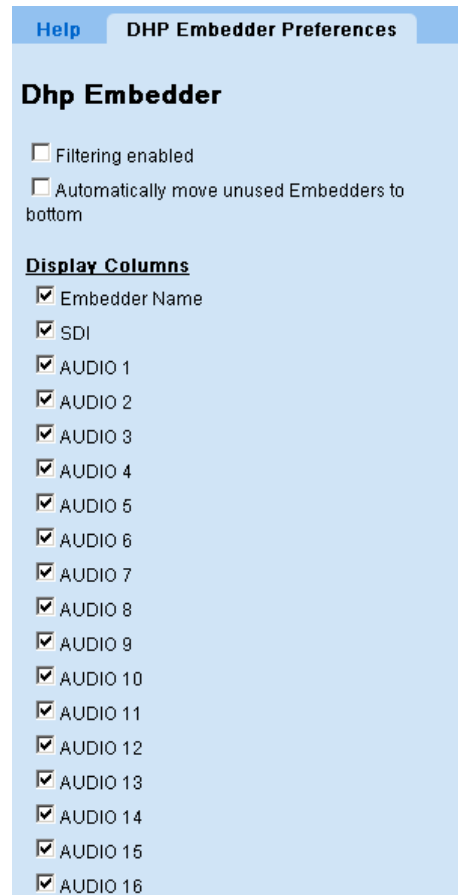 Help DHP Embedder Preferences
Dhp Embedder
Filtering enabled
Automatically move unused Embedders to
bottom
Display Columns
Embedder Name
SDI
AUDIO 1
AUDIO 2
AUDIO 3
AUDIO 4
AUDIO 5
AUDIO 6
AUDIO 7
AUDIO 8
AUDIO 9
AUDIO 10
AUDIO 11
AUDIO 12
AUDIO 13
AUDIO 14
AUDIO 15
AUDIO 16